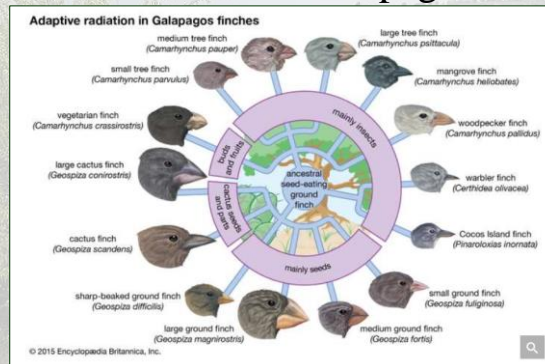 Adaptive radiation in Galapagos finches
medium tree finch
(Camarhynchus pauper)
large tree finch
(Camarhynchus psittacula)
small tree finch
(Camarhynchus parvulus)
mangrove finch
(Camarhynchus heliobates)
vegetarian finch
(Camarhynchus crassirostris)
woodpecker finch
(Camarhynchus pallidus)
large cactus finch
(Geospiza conirostris)
warbler finch
(Certhidea olivacea)
cactus finch
(Geospiza scandens)
Cocos Island finch
(Pinaroloxias inornata)
sharp-beaked ground finch
(Geospiza difficilis)
small ground finch
(Geospiza fuliginosa)
large ground finch
(Geospiza magnirostris)
medium ground finch
(Geospiza fortis)
mainly insects
buds
and fruits
cactus seeds
and parts
mainly seeds
ancestral
seed-eating
ground
finch
© 2015 Encyclopædia Britannica, Inc.